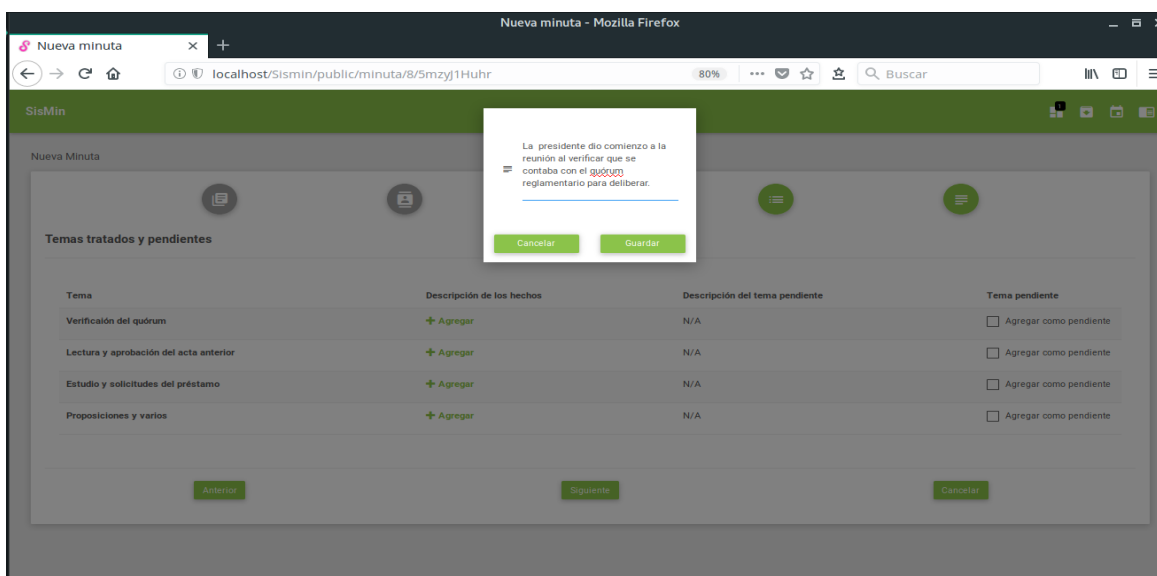 Nueva minuta - Mozilla Firefox
Nueva minuta
localhost/Sismin/public/minuta/8/5mzyJ1Huhr
80%
Buscar
SisMin
1
Nueva Minuta
La presidente dio comienzo a la
reunión al verificar que se
contaba con el quórum
reglamentario para deliberar.
Cancelar Guardar
Temas tratados y pendientes
Tema Descripción de los hechos Descripción del tema pendiente Tema pendiente
Verificaión del quórum Agregar N/A Agregar como pendiente
Lectura y aprobación del acta anterior Agregar N/A Agregar como pendiente
Estudio y solicitudes del préstamo Agregar N/A Agregar como pendiente
Proposiciones y varios Agregar N/A Agregar como pendiente
Anterior Siguiente Cancelar